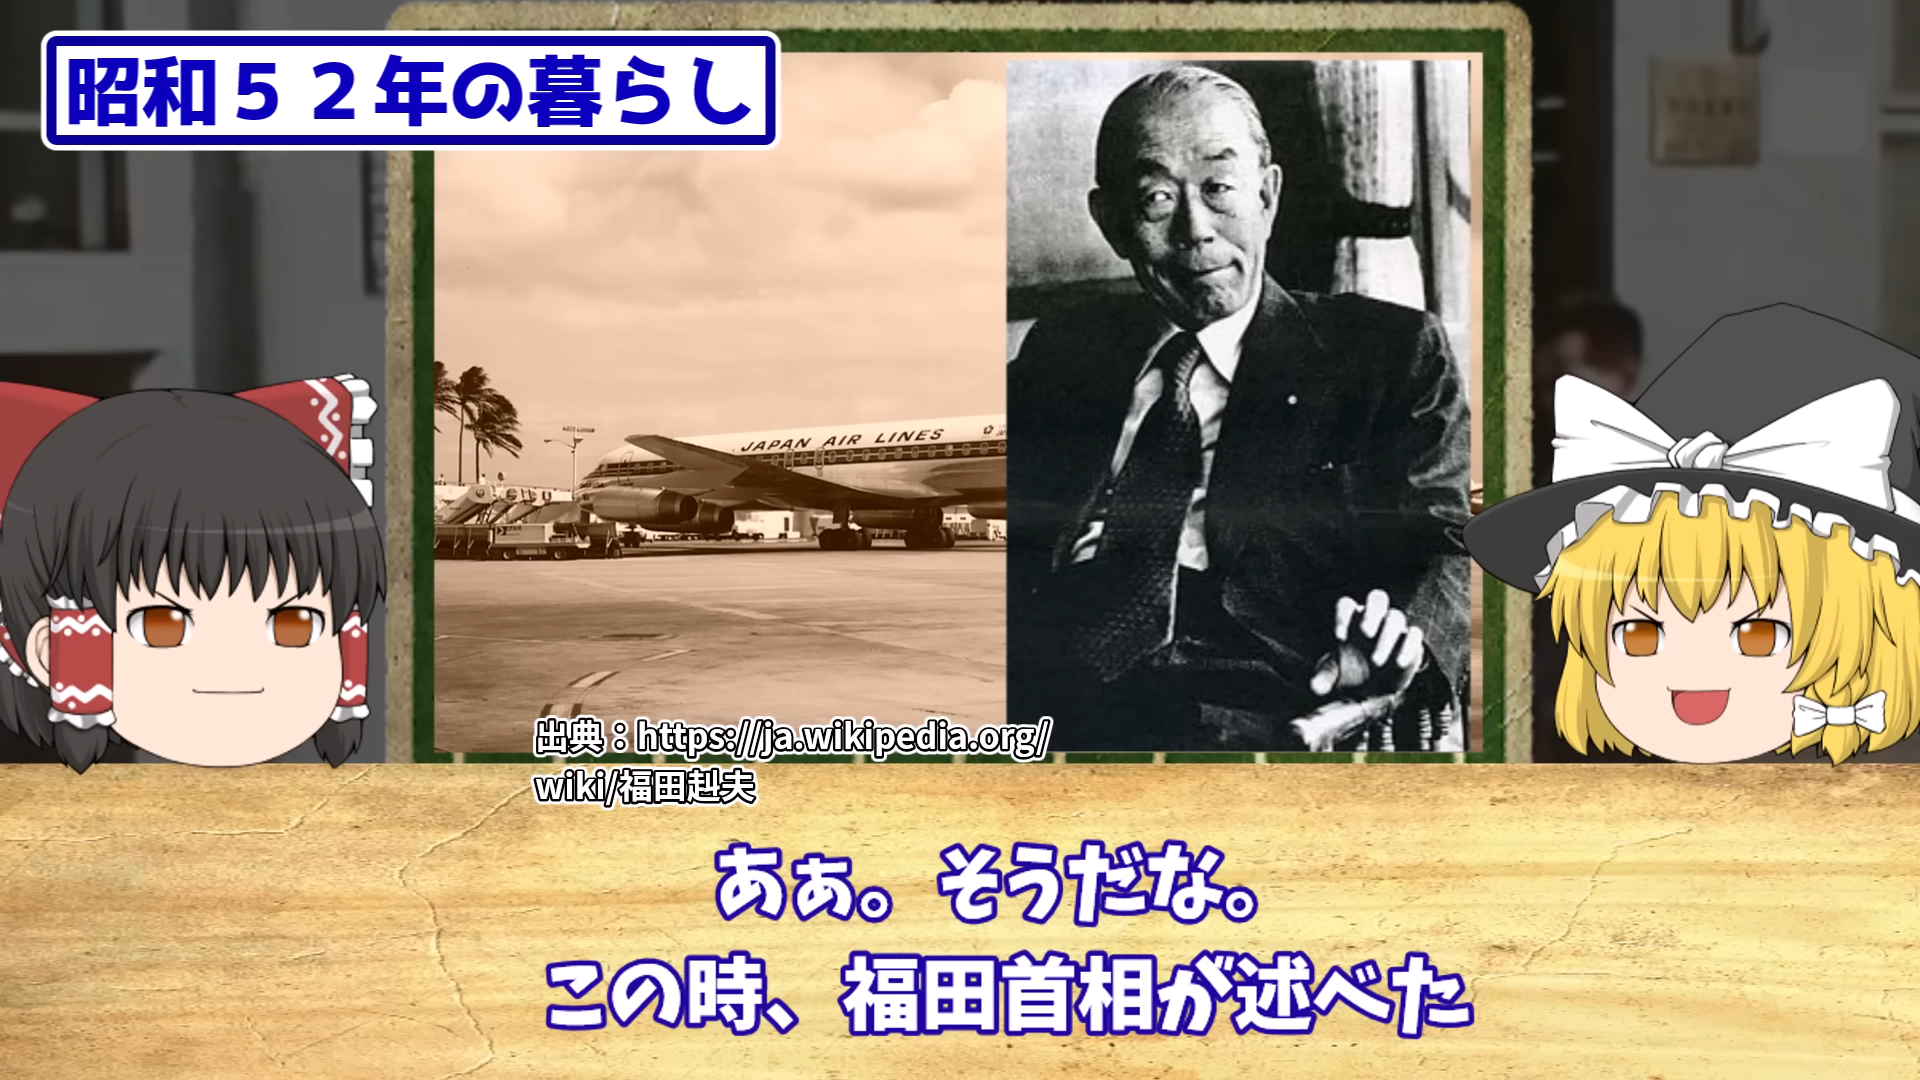 昭和５２年の暮らし
JAPAN AIR LINES
出典：https://ja.wikipedia.org/
wiki/福田赳夫
あぁ。そうだな。
この時、福田首相が述べた